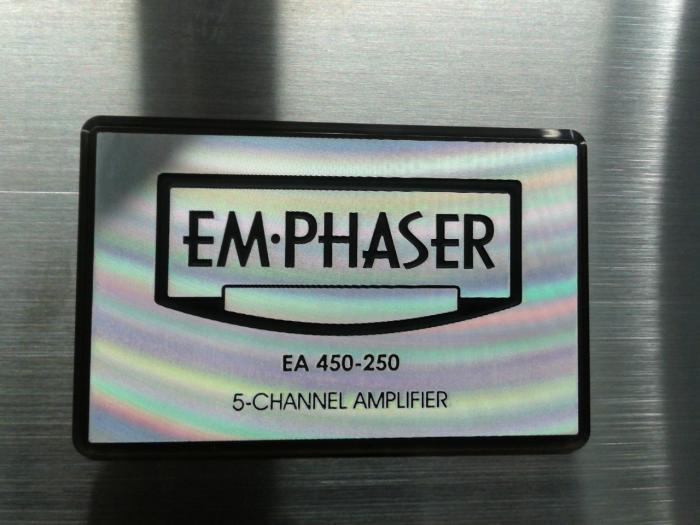 EM·PHASER
EA 450-250
5-CHANNEL AMPLIFIER